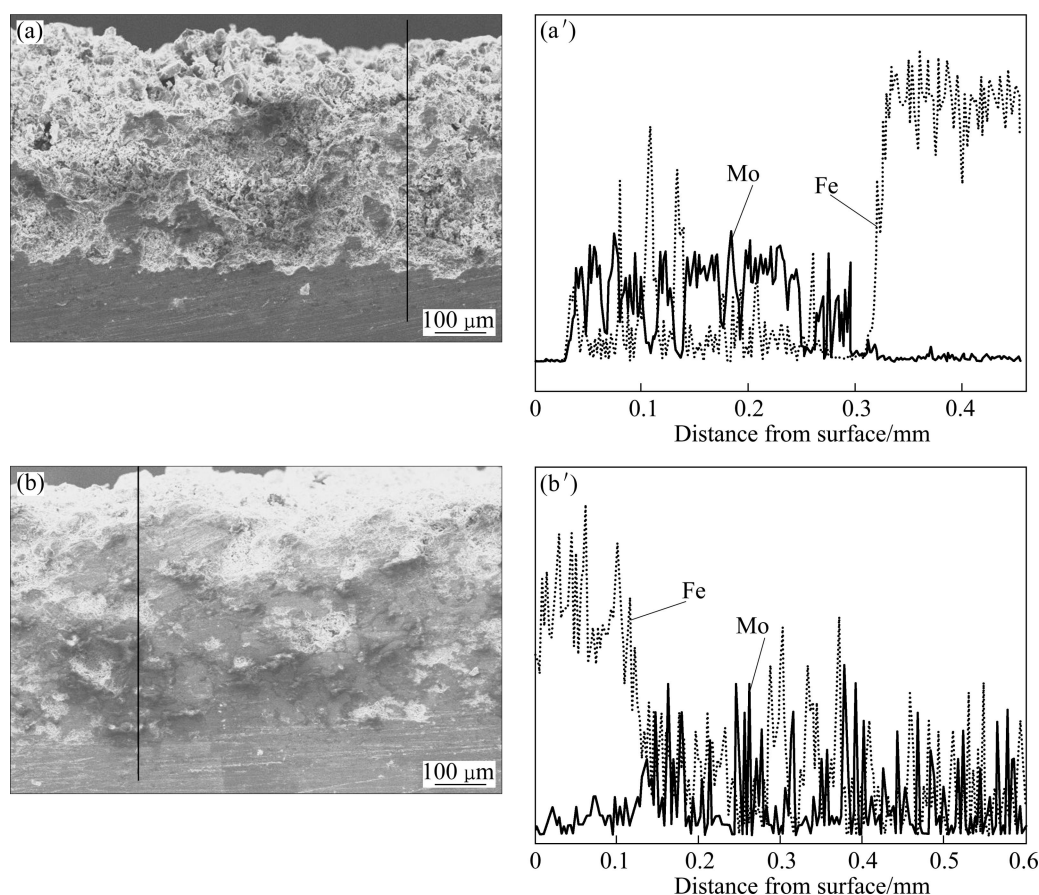 (a)
100 μm
(a′)
Mo
Fe
0
0.1
0.2
0.3
0.4
Distance from surface/mm
(b)
100 μm
(b′)
Fe
Mo
0
0.1
0.2
0.3
0.4
0.5
0.6
Distance from surface/mm